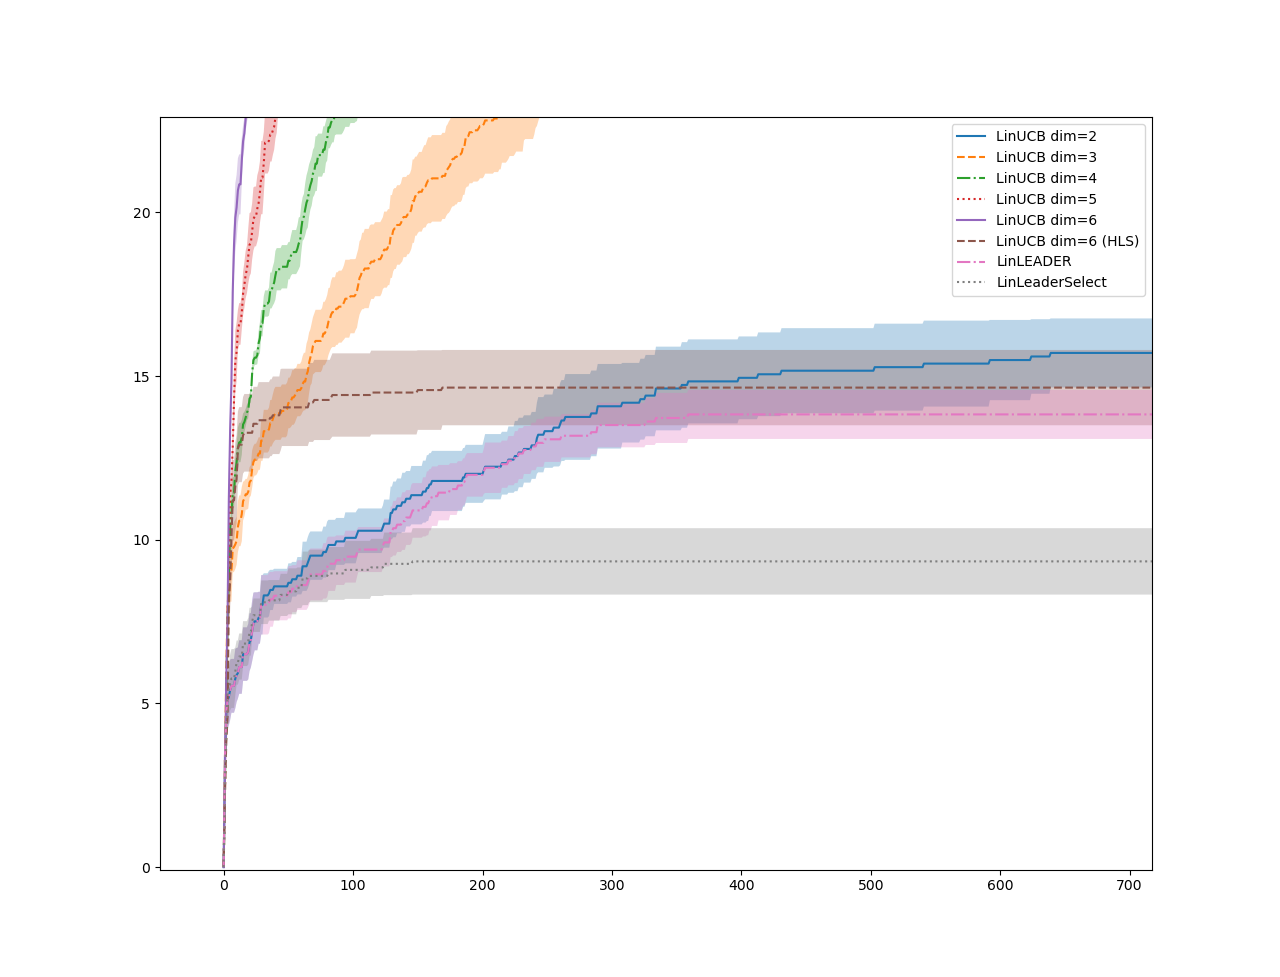 LinUCB dim=2
LinUCB dim=3
LinUCB dim=4
LinUCB dim=5
LinUCB dim=6
LinUCB dim=6 (HLS)
LinLEADER
LinLeaderSelect
20
15
10
5
0
0 100 200 300 400 500 600 700